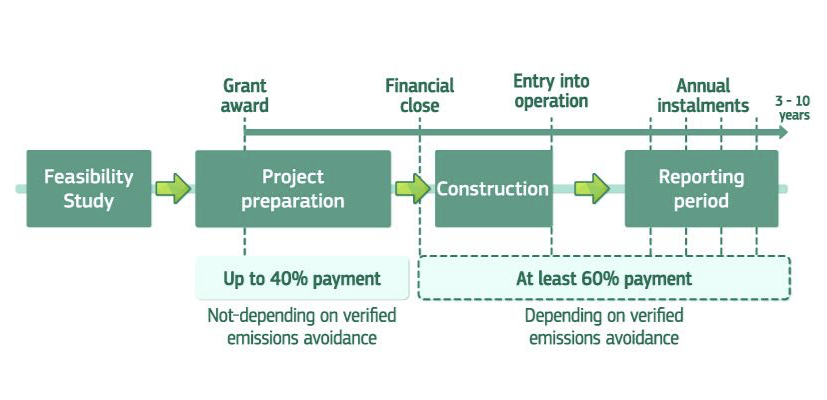 Grant
award
Financial
close
Entry into
operation
Annual
instalments
3 - 10
years
Feasibility
Study
Project
preparation
Construction
Reporting
period
Up to 40% payment
At least 60% payment
Not-depending on verified
emissions avoidance
Depending on verified
emissions avoidance